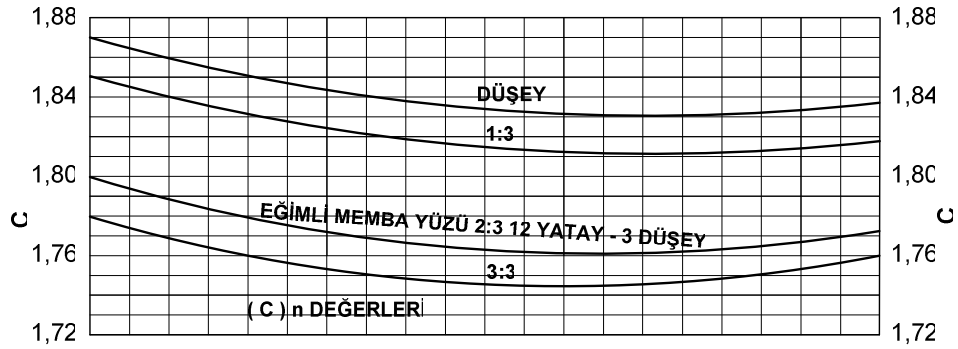 1,88
1,88
DÜŞEY
1,84
1,84
1:3
1,80
1,80
EĞİMLİ MEMBA YÜZÜ 2:3 12 YATAY - 3 DÜŞEY
C
C
1,76
1,76
3:3
( C ) n DEĞERLERİ
1,72
1,72